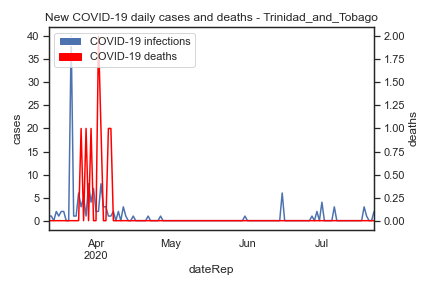 New COVID-19 daily cases and deaths - Trinidad_and_Tobago
COVID-19 infections
COVID-19 deaths
cases
40
35
30
25
20
15
10
5
0
deaths
2.00
1.75
1.50
1.25
1.00
0.75
0.50
0.25
0.00
Apr May Jun Jul
2020
dateRep